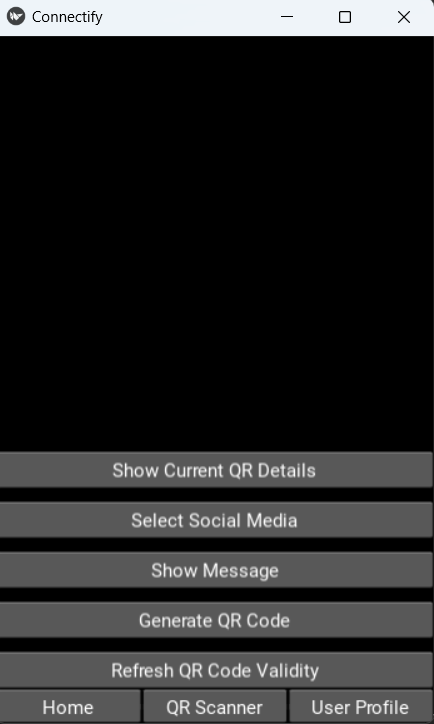 Connectify
Show Current QR Details
Select Social Media
Show Message
Generate QR Code
Refresh QR Code Validity
Home QR Scanner User Profile